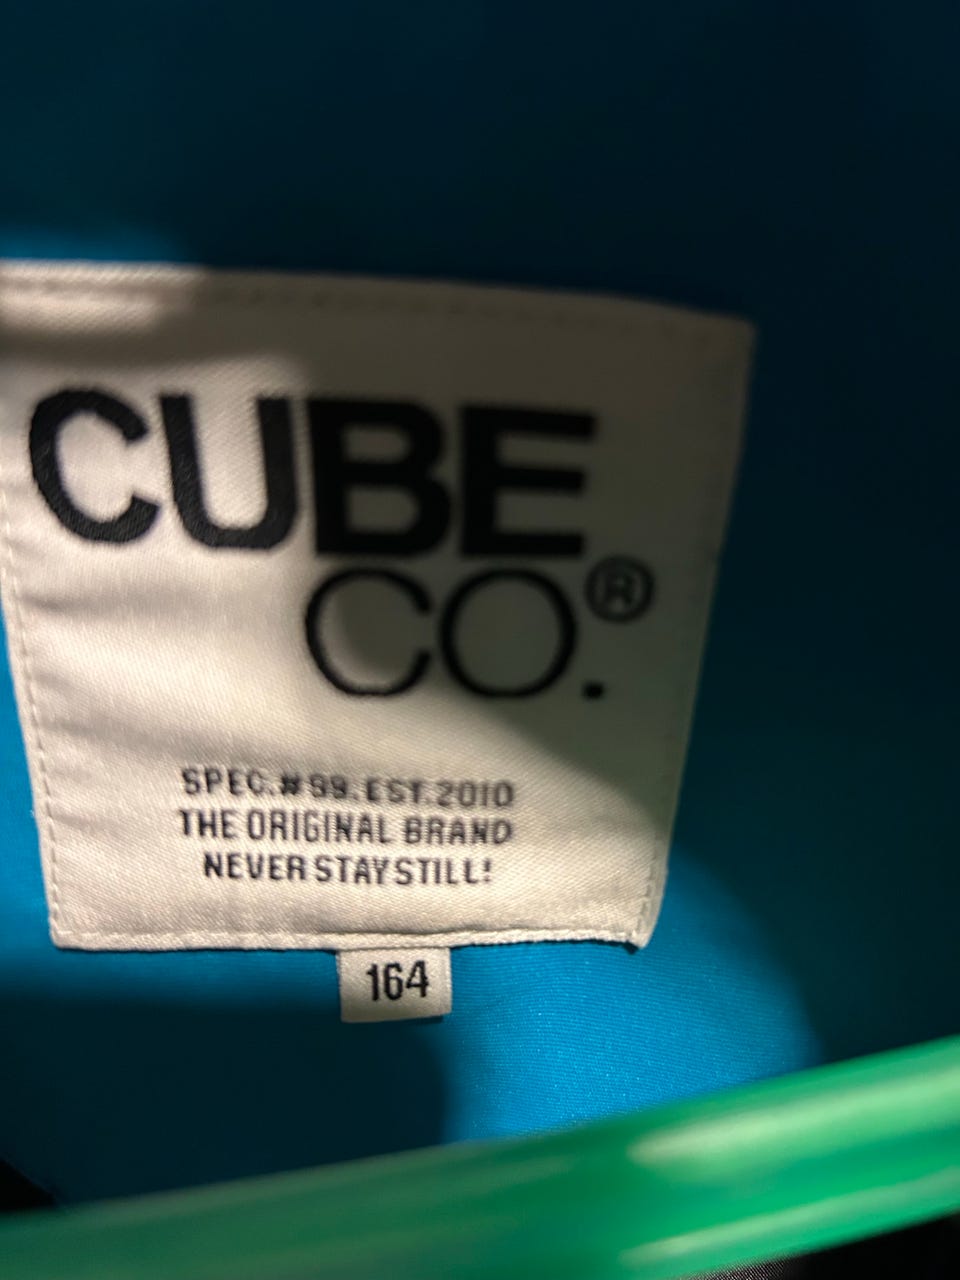 CUBE
CO.®
SPEC.#99.EST.2010
THE ORIGINAL BRAND
NEVER STAY STILL!
164